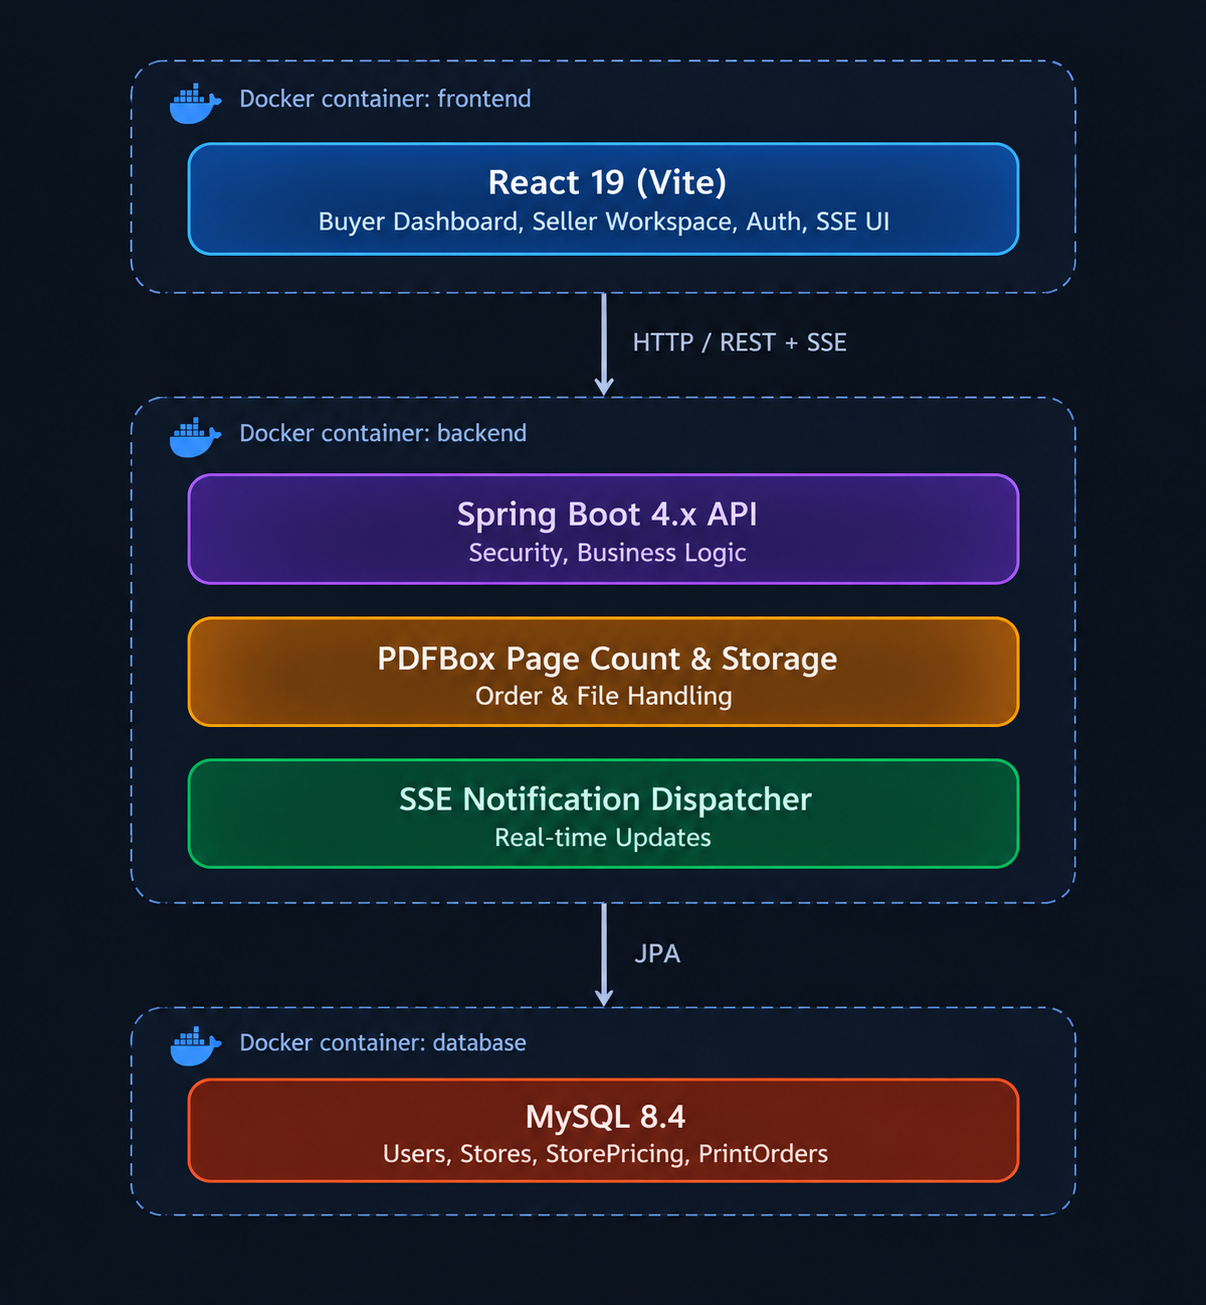 Docker container: frontend
React 19 (Vite)
Buyer Dashboard, Seller Workspace, Auth, SSE UI
HTTP / REST + SSE
Docker container: backend
Spring Boot 4.x API
Security, Business Logic
PDFBox Page Count & Storage
Order & File Handling
SSE Notification Dispatcher
Real-time Updates
JPA
Docker container: database
MySQL 8.4
Users, Stores, StorePricing, PrintOrders